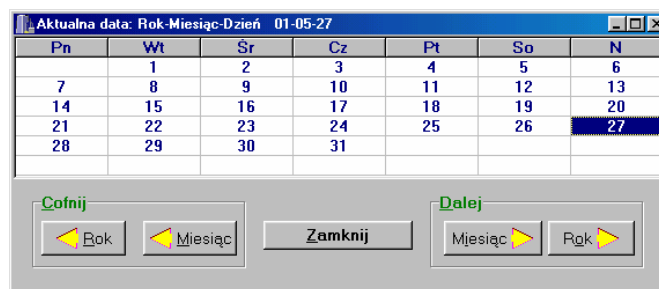 Aktualna data: Rok-Miesiąc-Dzień 01-05-27
Pn Wt Śr Cz Pt So N
1 2 3 4 5 6
7 8 9 10 11 12 13
14 15 16 17 18 19 20
21 22 23 24 25 26 27
28 29 30 31
Cofnij Dalej
Rok Miesiąc Zamknij Miesiąc Rok